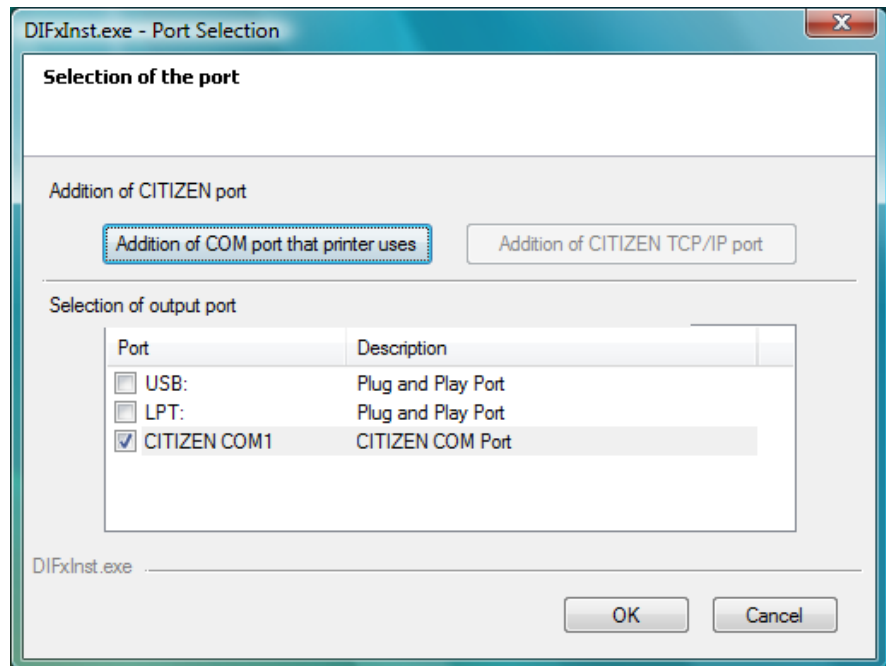 DIFxInst.exe - Port Selection
Selection of the port
Addition of CITIZEN port
Addition of COM port that printer uses Addition of CITIZEN TCP/IP port
Selection of output port
Port Description
USB: Plug and Play Port
LPT: Plug and Play Port
CITIZEN COM1 CITIZEN COM Port
DIFxInst.exe
OK Cancel